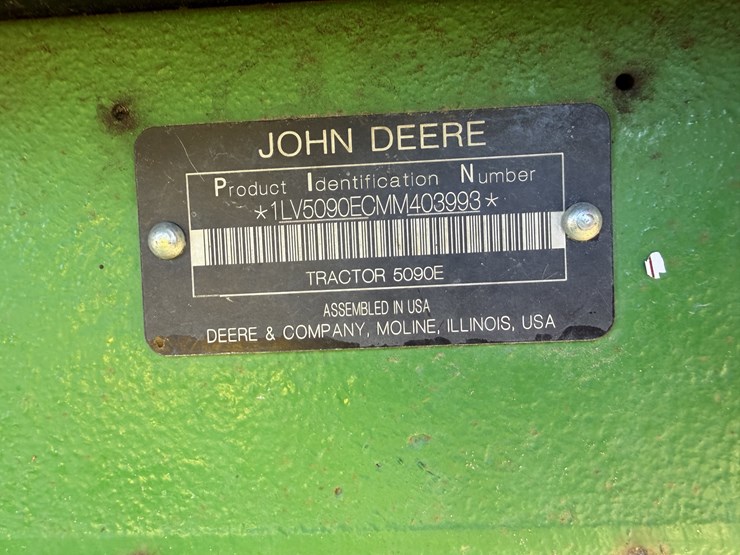 JOHN DEERE
Product Identification Number
*1LV5090ECMM403993*
TRACTOR 5090E
ASSEMBLED IN USA
DEERE & COMPANY, MOLINE, ILLINOIS, USA